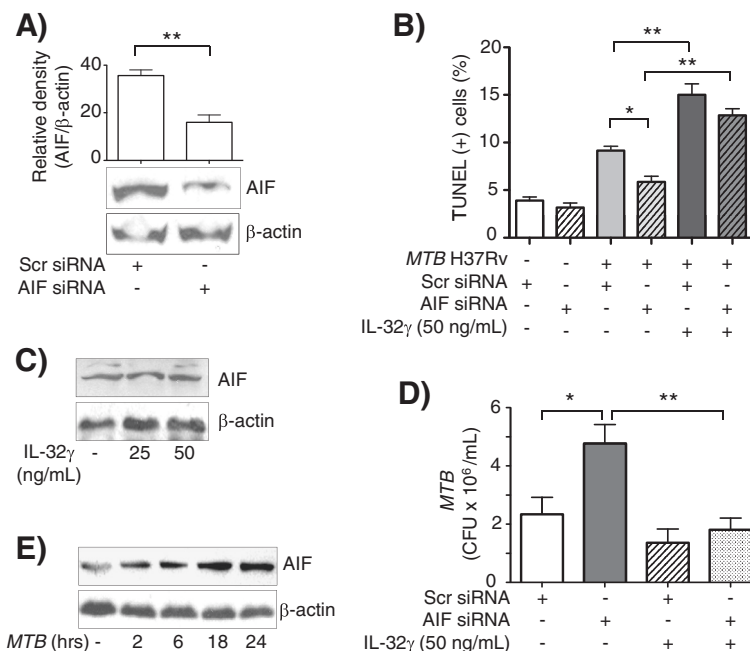 A)
**
Relative density
(AIF/β-actin)
40
20
0
AIF
β-actin
Scr siRNA + -
AIF siRNA - +
B)
**
**
*
TUNEL (+) cells (%)
20
15
10
5
0
MTB H37Rv - - + + + +
Scr siRNA + - + - + -
AIF siRNA - + - + - +
IL-32γ (50 ng/mL) - - - - + +
C)
AIF
β-actin
IL-32γ - 25 50
(ng/mL)
D)
*
**
MTB
(CFU x 10⁶/mL)
6
4
2
0
Scr siRNA + - + -
AIF siRNA - + - +
IL-32γ (50 ng/mL) - - + +
E)
AIF
β-actin
MTB (hrs) - 2 6 18 24